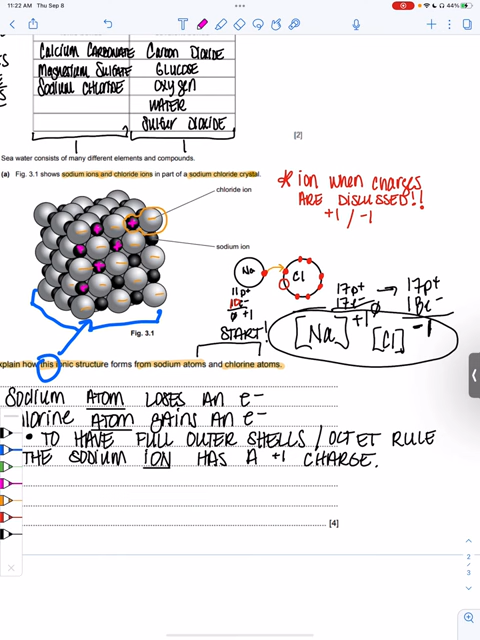 11:22 AM Thu Sep 8
44%
CALCIUM CARBONATE CARBON DIOXIDE
MAGNESIUM SULFATE GLUCOSE
SODIUM CHLORIDE OXYGEN
WATER
SULFUR DIOXIDE
[2]
Sea water consists of many different elements and compounds.
(a) Fig. 3.1 shows sodium ions and chloride ions in part of a sodium chloride crystal.
chloride ion
sodium ion
Fig. 3.1
* ion when charges
ARE DISCUSSED!!
+1 / -1
Na Cl
11p+ 17p+ → 17p+
10e- 17e- 18e-
0 +1 0
START! [Na]+1 [Cl]-1
xplain how this ionic structure forms from sodium atoms and chlorine atoms.
SODIUM ATOM LOSES AN e-
hlorine ATOM gains AN e-
• TO HAVE FULL OUTER SHELLS / OCTET RULE
THE SODIUM ION HAS A +1 CHARGE.
[4]
2
3